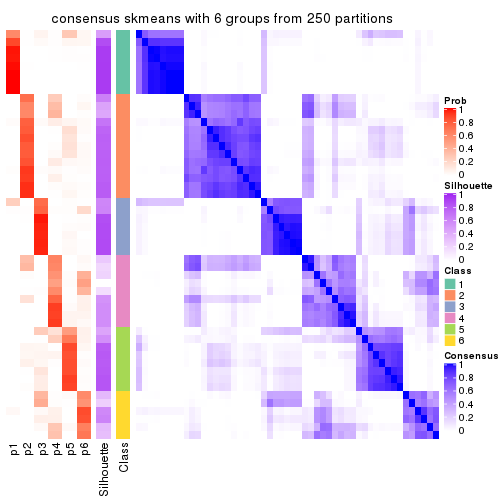 consensus skmeans with 6 groups from 250 partitions
Prob
1
0.8
0.6
0.4
0.2
0
Silhouette
1
0.8
0.6
0.4
0.2
0
Class
1
2
3
4
5
6
Consensus
1
0.8
0.6
0.4
0.2
0
p1
p2
p3
p4
p5
p6
Silhouette
Class